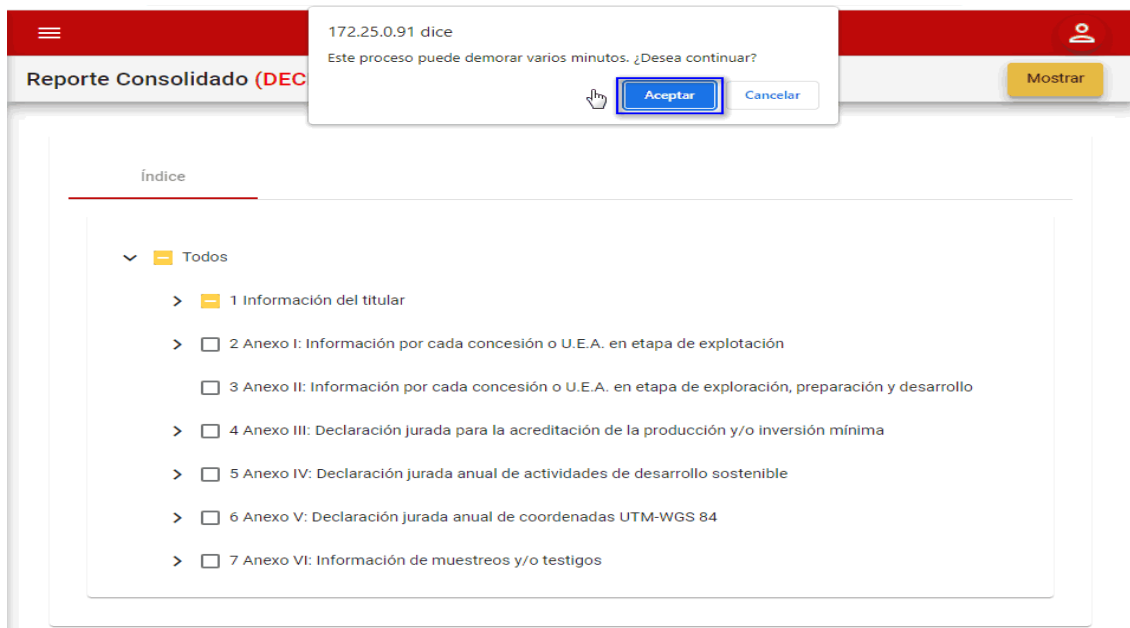 172.25.0.91 dice
Este proceso puede demorar varios minutos. ¿Desea continuar?
Aceptar
Cancelar
Reporte Consolidado (DEC
Mostrar
Índice
Todos
1 Información del titular
2 Anexo I: Información por cada concesión o U.E.A. en etapa de explotación
3 Anexo II: Información por cada concesión o U.E.A. en etapa de exploración, preparación y desarrollo
4 Anexo III: Declaración jurada para la acreditación de la producción y/o inversión mínima
5 Anexo IV: Declaración jurada anual de actividades de desarrollo sostenible
6 Anexo V: Declaración jurada anual de coordenadas UTM-WGS 84
7 Anexo VI: Información de muestreos y/o testigos